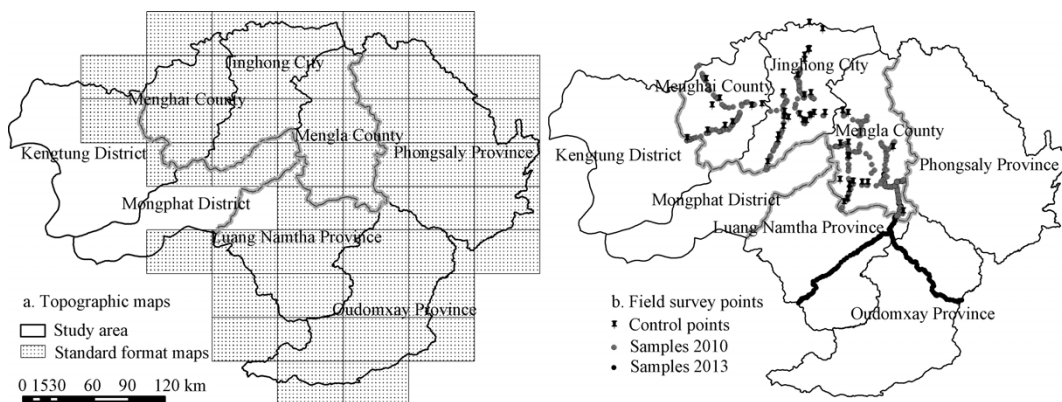 Jinghong City
Menghai County
Mengla County
Kengtung District
Phongsaly Province
Mongphat District
Luang Namtha Province
Oudomxay Province
a. Topographic maps
Study area
Standard format maps
0 1530 60 90 120 km
Jinghong City
Menghai County
Mengla County
Kengtung District
Phongsaly Province
Mongphat District
Luang Namtha Province
Oudomxay Province
b. Field survey points
Control points
Samples 2010
Samples 2013